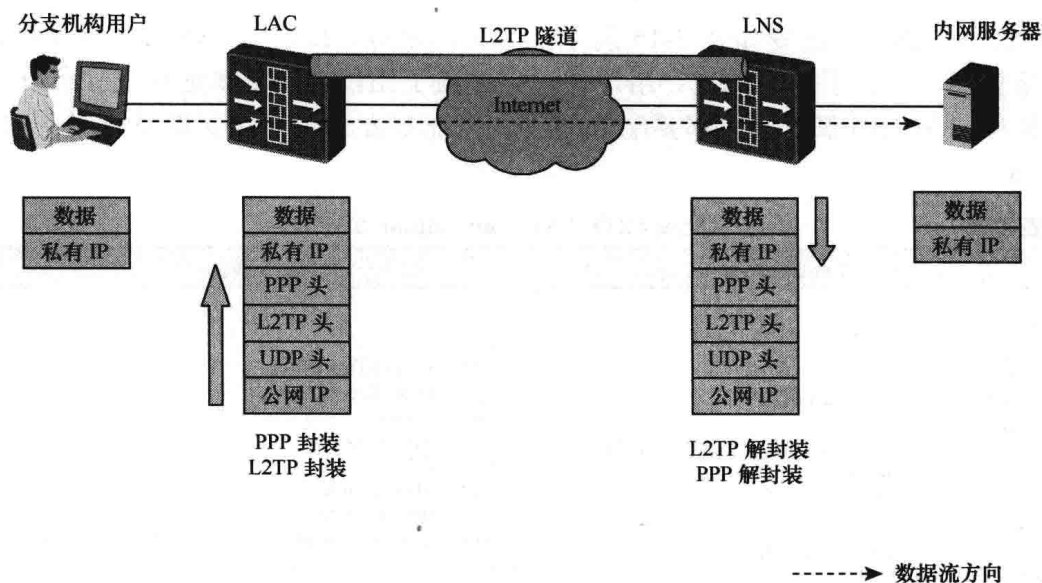 分支机构用户
LAC
L2TP 隧道
LNS
内网服务器
Internet
数据
私有 IP
数据
私有 IP
PPP 头
L2TP 头
UDP 头
公网 IP
数据
私有 IP
PPP 头
L2TP 头
UDP 头
公网 IP
数据
私有 IP
PPP 封装
L2TP 封装
L2TP 解封装
PPP 解封装
数据流方向